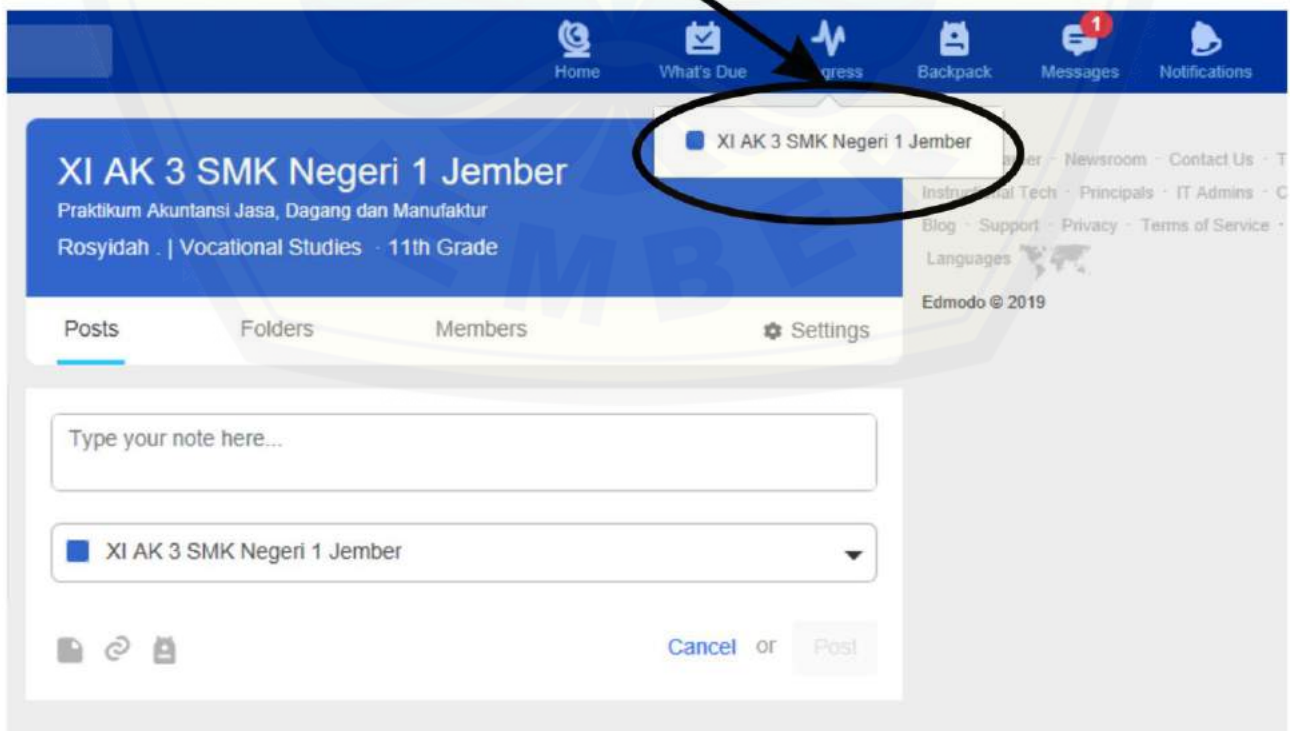 Home What's Due gress Backpack 1 Messages Notifications
XI AK 3 SMK Negeri 1 Jember
XI AK 3 SMK Negeri 1 Jember
Praktikum Akuntansi Jasa, Dagang dan Manufaktur
Rosyidah . | Vocational Studies · 11th Grade
Newsroom · Contact Us · T
Tech · Principals · IT Admins · C
Blog · Support · Privacy · Terms of Service ·
Languages
Edmodo © 2019
Posts Folders Members Settings
Type your note here...
XI AK 3 SMK Negeri 1 Jember
Cancel or Post
EMBER